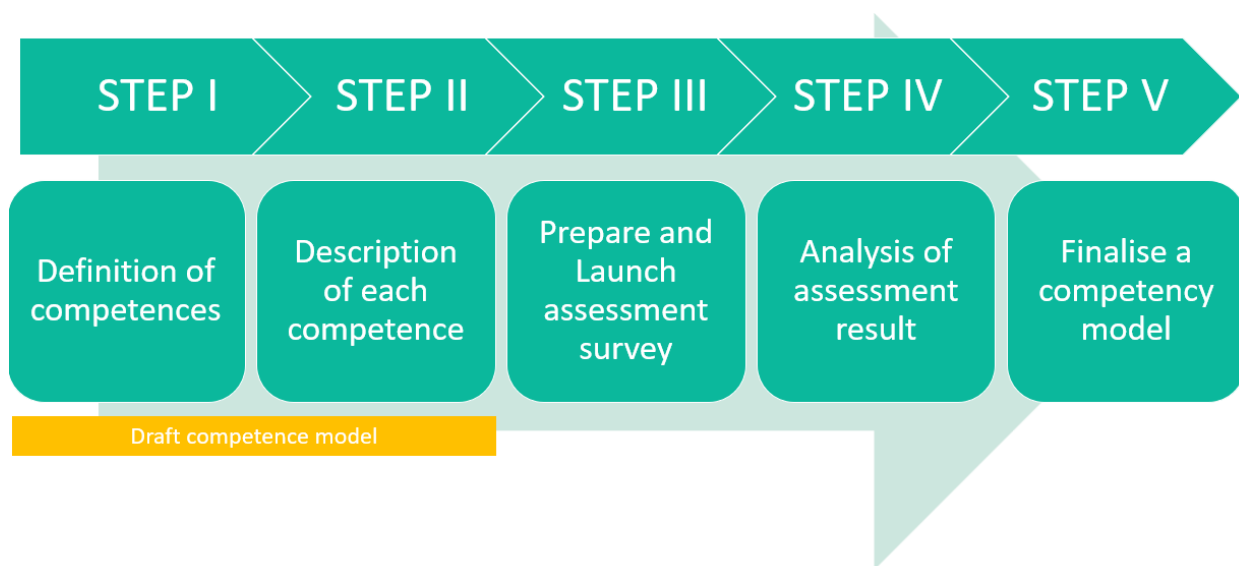 STEP I
STEP II
STEP III
STEP IV
STEP V
Definition of
competences
Description
of each
competence
Prepare and
Launch
assessment
survey
Analysis of
assessment
result
Finalise a
competency
model
Draft competence model